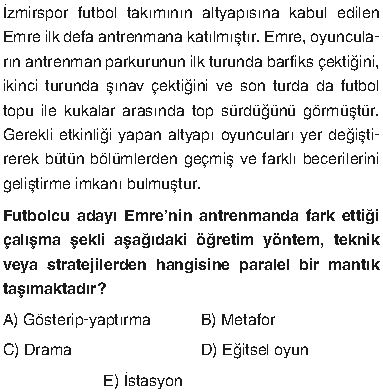 İzmirspor futbol takımının altyapısına kabul edilen
Emre ilk defa antrenmana katılmıştır. Emre, oyuncula-
rın antrenman parkurunun ilk turunda barfiks çektiğini,
ikinci turunda şınav çektiğini ve son turda da futbol
topu ile kukalar arasında top sürdüğünü görmüştür.
Gerekli etkinliği yapan altyapı oyuncuları yer değişti-
rerek bütün bölümlerden geçmiş ve farklı becerilerini
geliştirme imkanı bulmuştur.
Futbolcu adayı Emre'nin antrenmanda fark ettiği
çalışma şekli aşağıdaki öğretim yöntem, teknik
veya stratejilerden hangisine paralel bir mantık
taşımaktadır?
A) Gösterip-yaptırma B) Metafor
C) Drama D) Eğitsel oyun
E) İstasyon